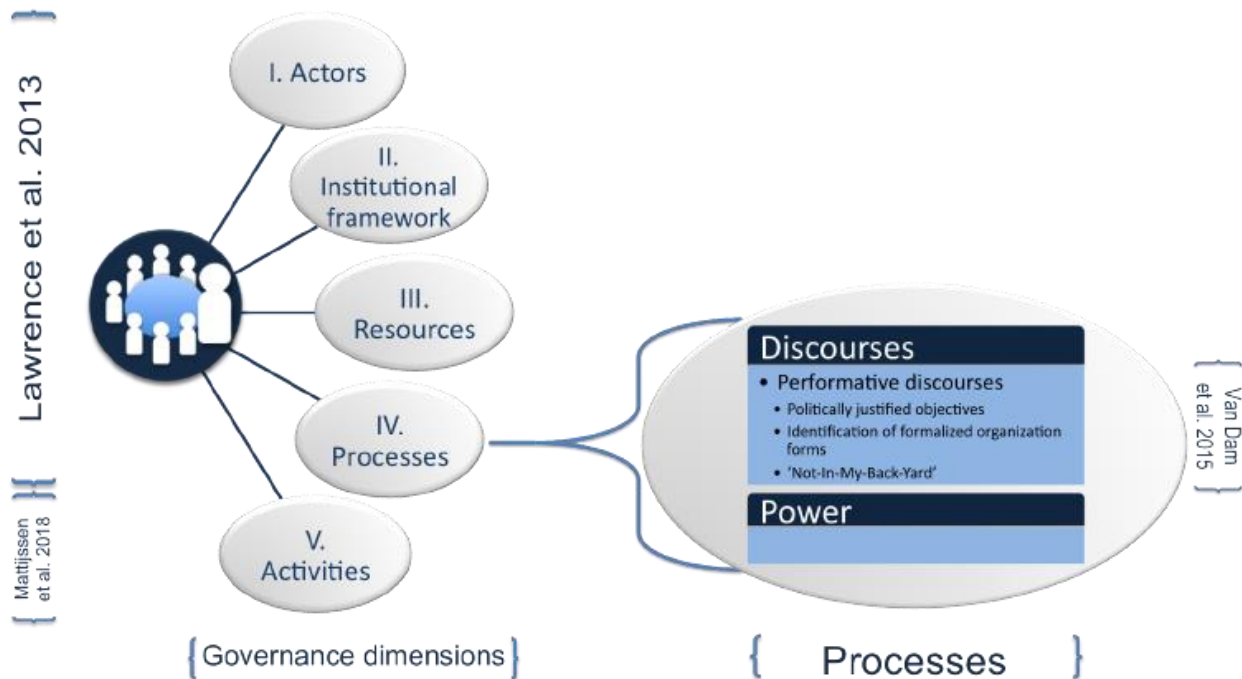 Lawrence et al. 2013
Mattijssen
et al. 2018
I. Actors
II.
Institutional
framework
III.
Resources
IV.
Processes
V.
Activities
{Governance dimensions}
Discourses
• Performative discourses
• Politically justified objectives
• Identification of formalized organization
forms
• ‘Not-In-My-Back-Yard’
Power
{ Processes }
Van Dam
et al. 2015